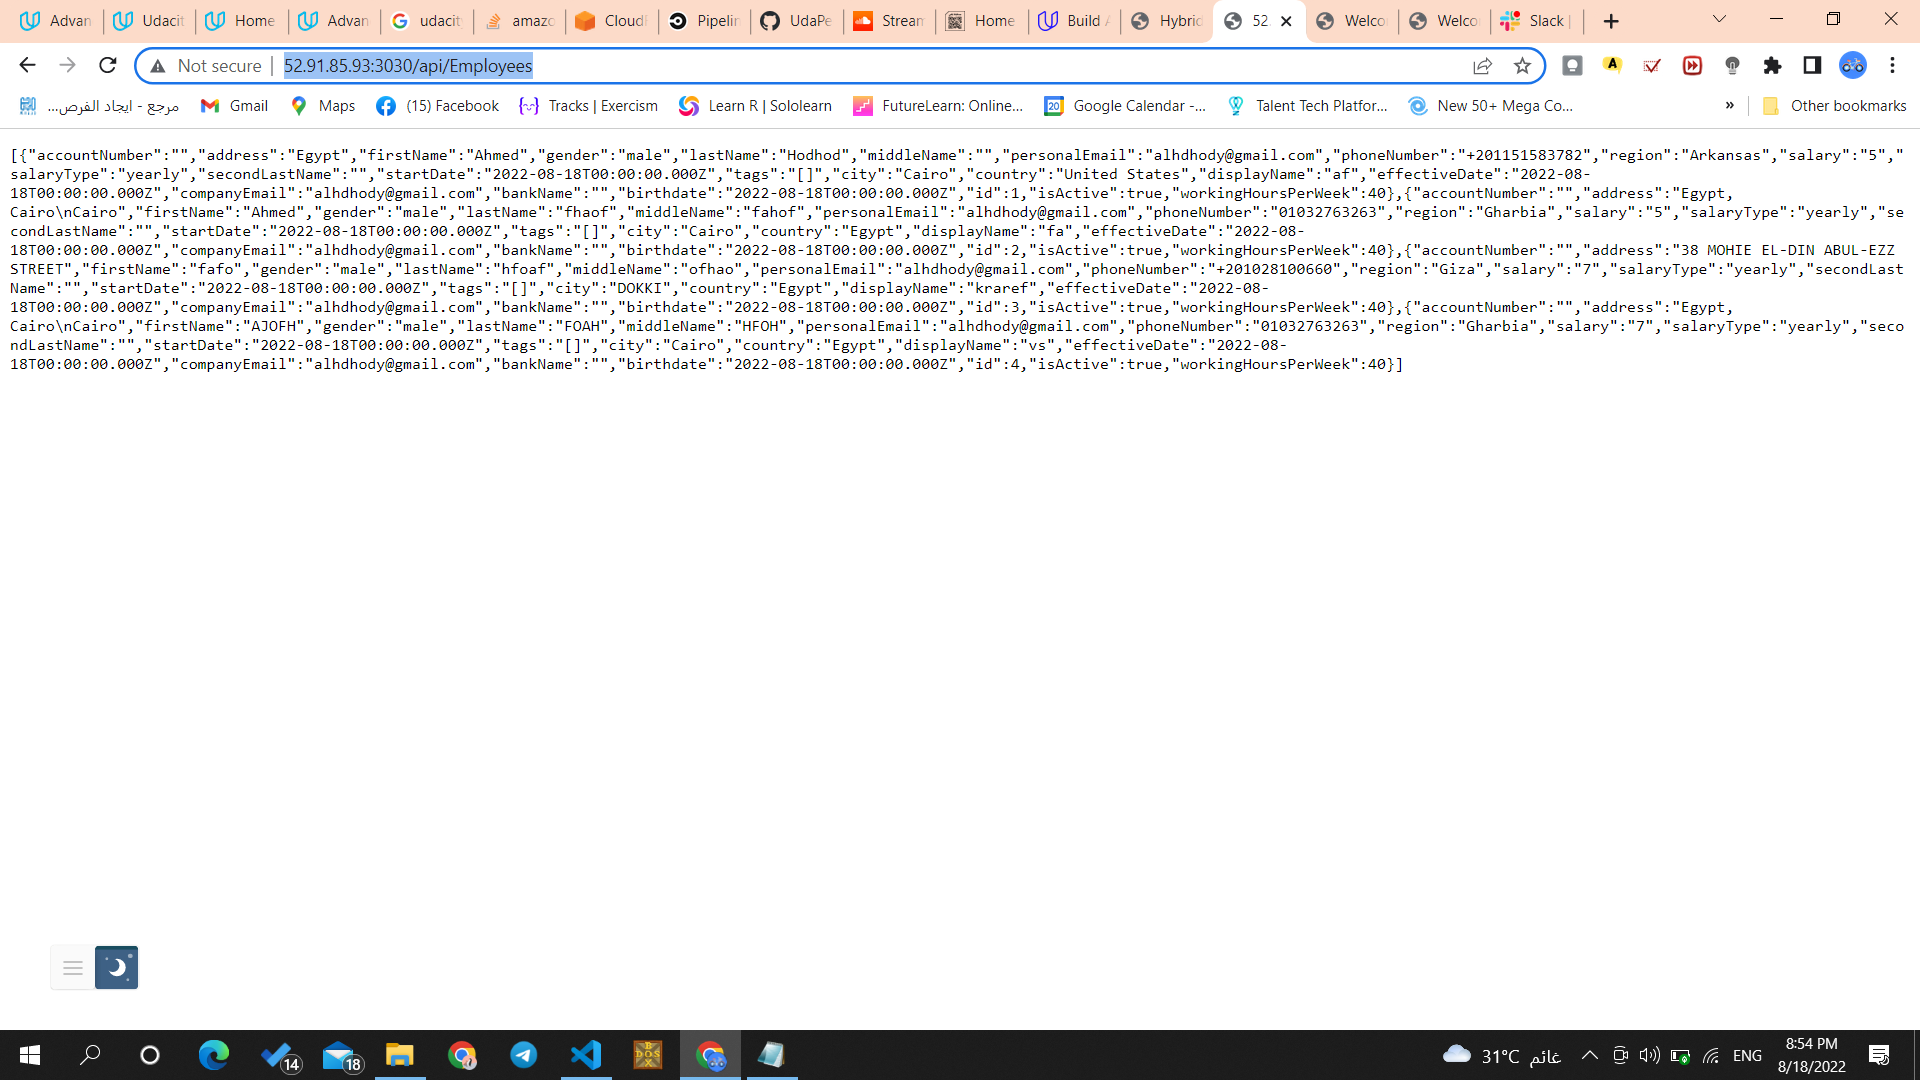 Advan
Udacit
Home
Advan
udacit
amazo
CloudF
Pipelin
UdaPe
Stream
Home
Build A
Hybric
52
Welco
Welco
Slack |
Not secure | 52.91.85.93:3030/api/Employees
مرجع - ايجاد الفرص...
Gmail
Maps
(15) Facebook
Tracks | Exercism
Learn R | Sololearn
FutureLearn: Online...
20
Google Calendar -...
Talent Tech Platfor...
New 50+ Mega Co...
»
Other bookmarks
[{"accountNumber":"","address":"Egypt","firstName":"Ahmed","gender":"male","lastName":"Hodhod","middleName":"","personalEmail":"alhdhody@gmail.com","phoneNumber":"+201151583782","region":"Arkansas","salary":"5","
salaryType":"yearly","secondLastName":"","startDate":"2022-08-18T00:00:00.000Z","tags":"[]","city":"Cairo","country":"United States","displayName":"af","effectiveDate":"2022-08-
18T00:00:00.000Z","companyEmail":"alhdhody@gmail.com","bankName":"","birthdate":"2022-08-18T00:00:00.000Z","id":1,"isActive":true,"workingHoursPerWeek":40},{"accountNumber":"","address":"Egypt,
Cairo\nCairo","firstName":"Ahmed","gender":"male","lastName":"fhaof","middleName":"fahof","personalEmail":"alhdhody@gmail.com","phoneNumber":"01032763263","region":"Gharbia","salary":"5","salaryType":"yearly","se
condLastName":"","startDate":"2022-08-18T00:00:00.000Z","tags":"[]","city":"Cairo","country":"Egypt","displayName":"fa","effectiveDate":"2022-08-
18T00:00:00.000Z","companyEmail":"alhdhody@gmail.com","bankName":"","birthdate":"2022-08-18T00:00:00.000Z","id":2,"isActive":true,"workingHoursPerWeek":40},{"accountNumber":"","address":"38 MOHIE EL-DIN ABUL-EZZ
STREET","firstName":"fafo","gender":"male","lastName":"hfoaf","middleName":"ofhao","personalEmail":"alhdhody@gmail.com","phoneNumber":"+201028100660","region":"Giza","salary":"7","salaryType":"yearly","secondLast
Name":"","startDate":"2022-08-18T00:00:00.000Z","tags":"[]","city":"DOKKI","country":"Egypt","displayName":"kraref","effectiveDate":"2022-08-
18T00:00:00.000Z","companyEmail":"alhdhody@gmail.com","bankName":"","birthdate":"2022-08-18T00:00:00.000Z","id":3,"isActive":true,"workingHoursPerWeek":40},{"accountNumber":"","address":"Egypt,
Cairo\nCairo","firstName":"AJOFH","gender":"male","lastName":"FOAH","middleName":"HFOH","personalEmail":"alhdhody@gmail.com","phoneNumber":"01032763263","region":"Gharbia","salary":"7","salaryType":"yearly","seco
ndLastName":"","startDate":"2022-08-18T00:00:00.000Z","tags":"[]","city":"Cairo","country":"Egypt","displayName":"vs","effectiveDate":"2022-08-
18T00:00:00.000Z","companyEmail":"alhdhody@gmail.com","bankName":"","birthdate":"2022-08-18T00:00:00.000Z","id":4,"isActive":true,"workingHoursPerWeek":40}]
14
18
31°C غائم
ENG
8:54 PM
8/18/2022